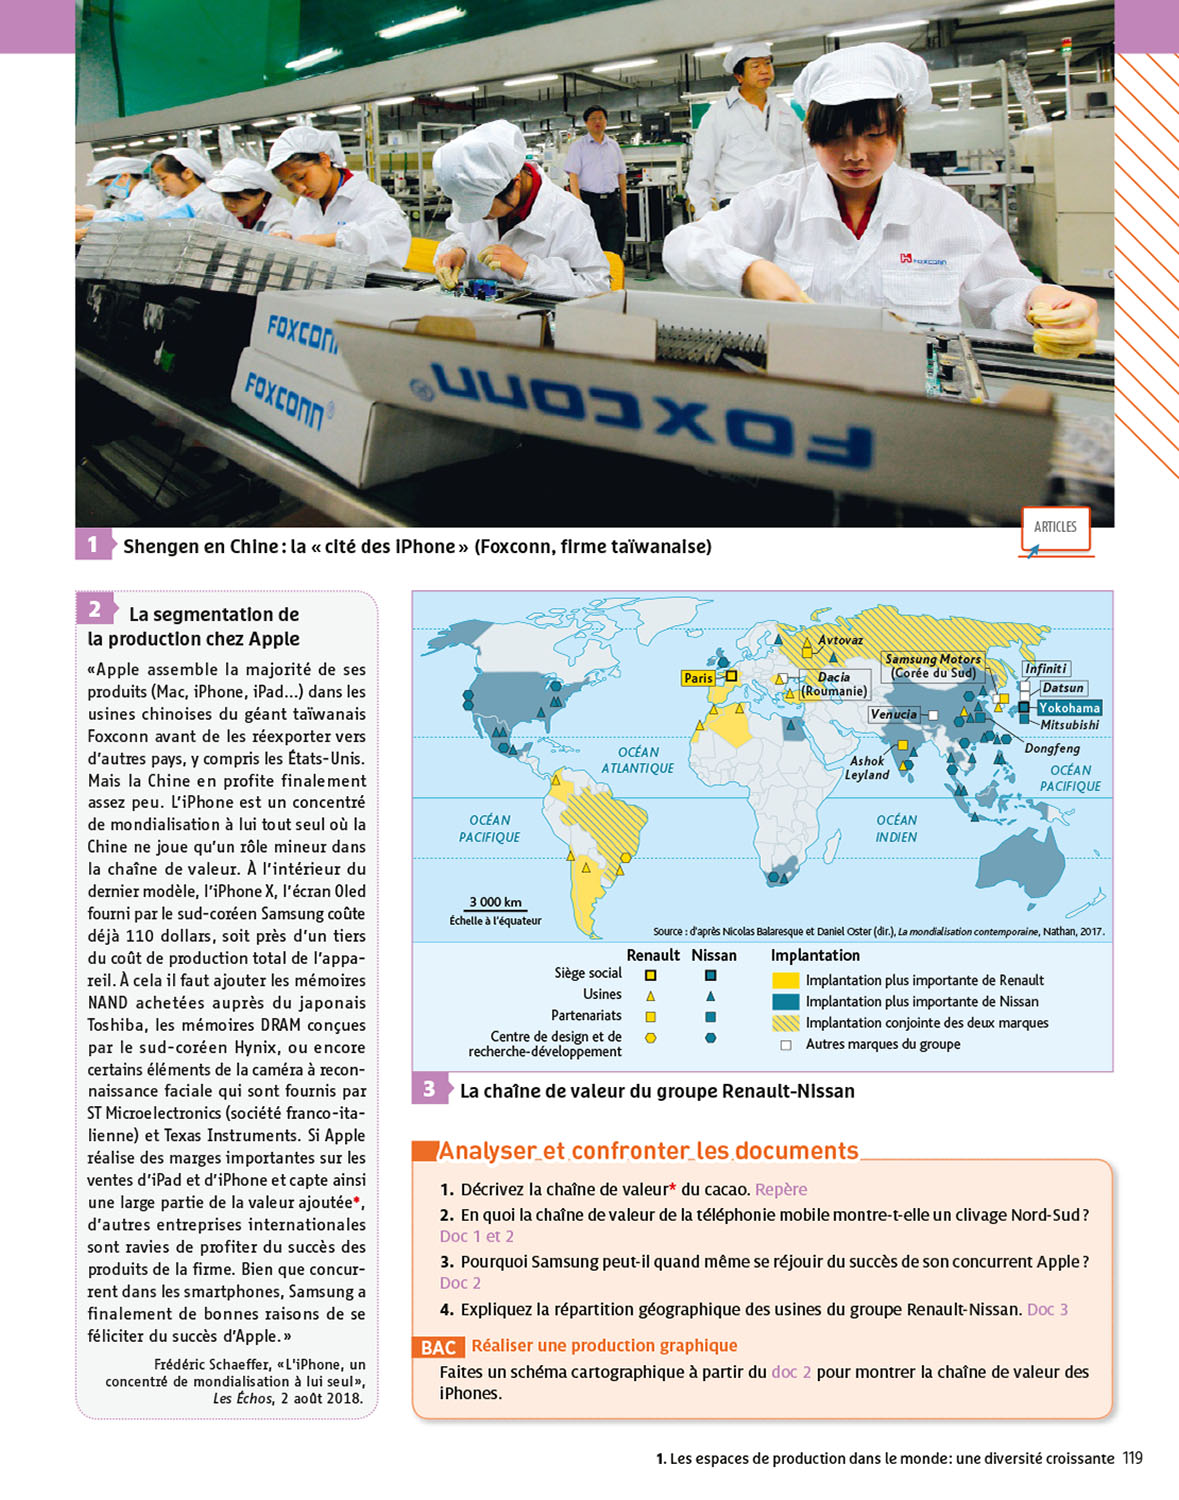 FOXCONN
FOXCONN
FOXCONN
FOXCONN
ARTICLES
1 Shengen en Chine : la « cité des iPhone » (Foxconn, firme taïwanaise)
2 La segmentation de
la production chez Apple
«Apple assemble la majorité de ses
produits (Mac, iPhone, iPad…) dans les
usines chinoises du géant taïwanais
Foxconn avant de les réexporter vers
d'autres pays, y compris les États-Unis.
Mais la Chine en profite finalement
assez peu. L'iPhone est un concentré
de mondialisation à lui tout seul où la
Chine ne joue qu'un rôle mineur dans
la chaîne de valeur. À l'intérieur du
dernier modèle, l'iPhone X, l'écran Oled
fourni par le sud-coréen Samsung coûte
déjà 110 dollars, soit près d'un tiers
du coût de production total de l'appa-
reil. À cela il faut ajouter les mémoires
NAND achetées auprès du japonais
Toshiba, les mémoires DRAM conçues
par le sud-coréen Hynix, ou encore
certains éléments de la caméra à recon-
naissance faciale qui sont fournis par
ST Microelectronics (société franco-ita-
lienne) et Texas Instruments. Si Apple
réalise des marges importantes sur les
ventes d'iPad et d'iPhone et capte ainsi
une large partie de la valeur ajoutée*,
d'autres entreprises internationales
sont ravies de profiter du succès des
produits de la firme. Bien que concur-
rent dans les smartphones, Samsung a
finalement de bonnes raisons de se
féliciter du succès d'Apple.»
Frédéric Schaeffer, «L'iPhone, un
concentré de mondialisation à lui seul»,
Les Échos, 2 août 2018.
Avtovaz
Samsung Motors
(Corée du Sud)
Infiniti
Paris
Dacia
(Roumanie)
Datsun
Yokohama
Venucia
Mitsubishi
Dongfeng
OCÉAN
ATLANTIQUE
Ashok
Leyland
OCÉAN
PACIFIQUE
OCÉAN
PACIFIQUE
OCÉAN
INDIEN
3 000 km
Échelle à l'équateur
Source : d'après Nicolas Balaresque et Daniel Oster (dir.), La mondialisation contemporaine, Nathan, 2017.
Renault Nissan Implantation
Siège social
Usines
Partenariats
Centre de design et de
recherche-développement
Implantation plus importante de Renault
Implantation plus importante de Nissan
Implantation conjointe des deux marques
Autres marques du groupe
3 La chaîne de valeur du groupe Renault-Nissan
Analyser et confronter les documents
1. Décrivez la chaîne de valeur* du cacao. Repère
2. En quoi la chaîne de valeur de la téléphonie mobile montre-t-elle un clivage Nord-Sud ?
Doc 1 et 2
3. Pourquoi Samsung peut-il quand même se réjouir du succès de son concurrent Apple ?
Doc 2
4. Expliquez la répartition géographique des usines du groupe Renault-Nissan. Doc 3
BAC Réaliser une production graphique
Faites un schéma cartographique à partir du doc 2 pour montrer la chaîne de valeur des
iPhones.
1. Les espaces de production dans le monde : une diversité croissante 119